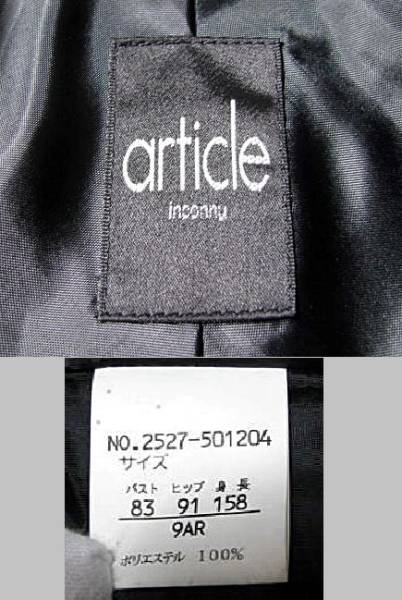 article
inponny
NO.2527-501204
サイズ
バスト ヒップ 身長
83 91 158
9AR
ポリエステル 100%